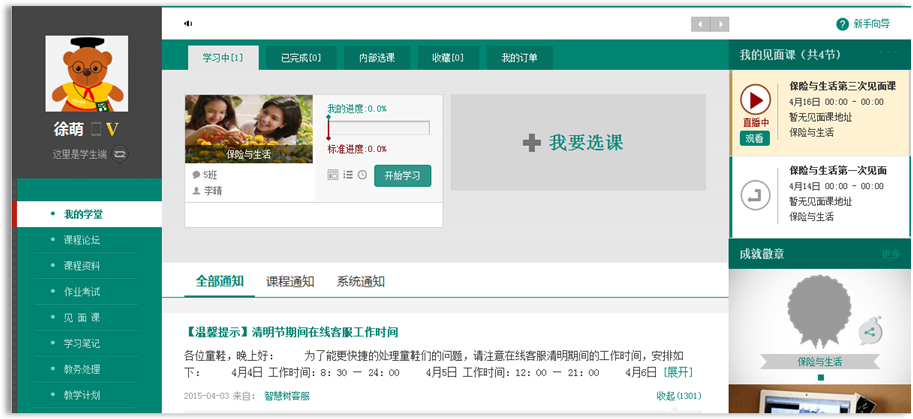 新手向导
徐萌 V
这里是学生端
我的学堂
课程论坛
课程资料
作业考试
见 面 课
学习笔记
教务处理
教学计划
学习中[1]
已完成[0]
内部选课
收藏[0]
我的订单
保险与生活
S班
李晴
我的进度:0.0%
标准进度:0.0%
开始学习
我要选课
全部通知
课程通知
系统通知
【温馨提示】清明节期间在线客服工作时间
各位童鞋，晚上好： 为了能更快捷的处理童鞋们的问题，请注意在线客服清明期间的工作时间，安排如
下： 4月4日 工作时间：8：30 — 24：00 4月5日 工作时间：12：00 — 21：00 4月6日 [展开]
2015-04-03 来自： 智慧树客服
收起(1301)
我的见面课（共4节）
保险与生活第三次见面课
4月16日 00:00 - 00:00
暂无见面课地址
保险与生活
直播中
观看
保险与生活第一次见面
4月14日 00:00 - 00:00
暂无见面课地址
保险与生活
成就徽章
更多
保险与生活